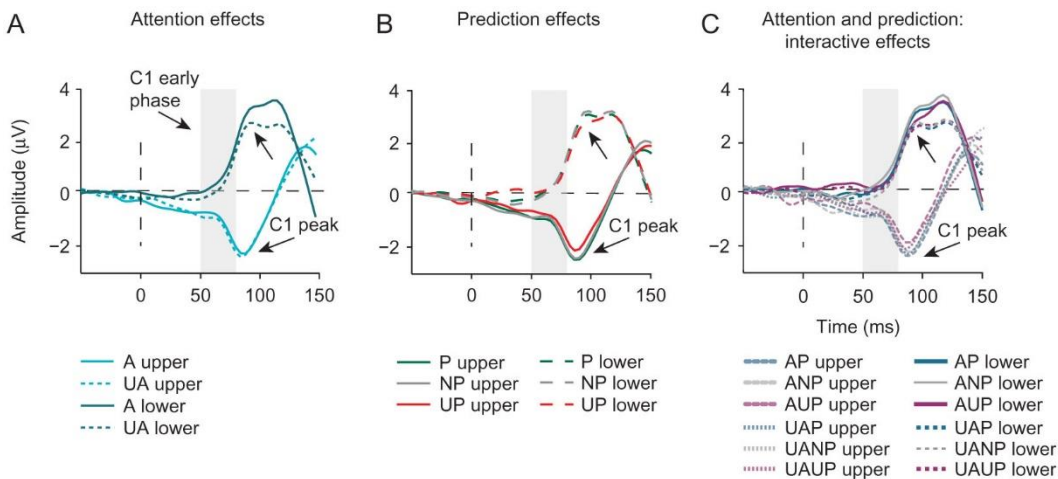 A
Attention effects
B
Prediction effects
C
Attention and prediction:
interactive effects
Amplitude (μV)
4
2
0
−2
C1 early
phase
C1 peak
0
50
100
150
4
2
0
−2
C1 peak
0
50
100
150
4
2
0
−2
C1 peak
0
50
100
150
Time (ms)
A upper
UA upper
A lower
UA lower
P upper
NP upper
UP upper
P lower
NP lower
UP lower
AP upper
ANP upper
AUP upper
UAP upper
UANP upper
UAUP upper
AP lower
ANP lower
AUP lower
UAP lower
UANP lower
UAUP lower